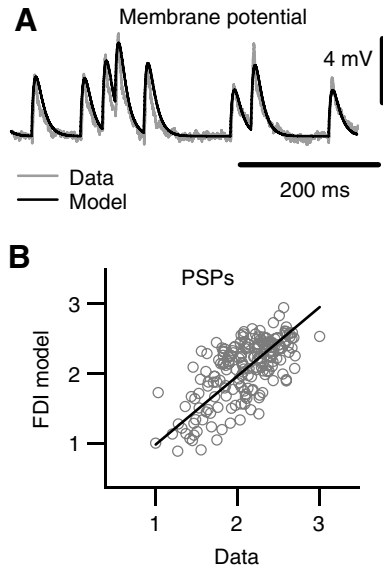 A
Membrane potential
4 mV
Data
Model
200 ms
B
PSPs
3
2
1
FDI model
1 2 3
Data